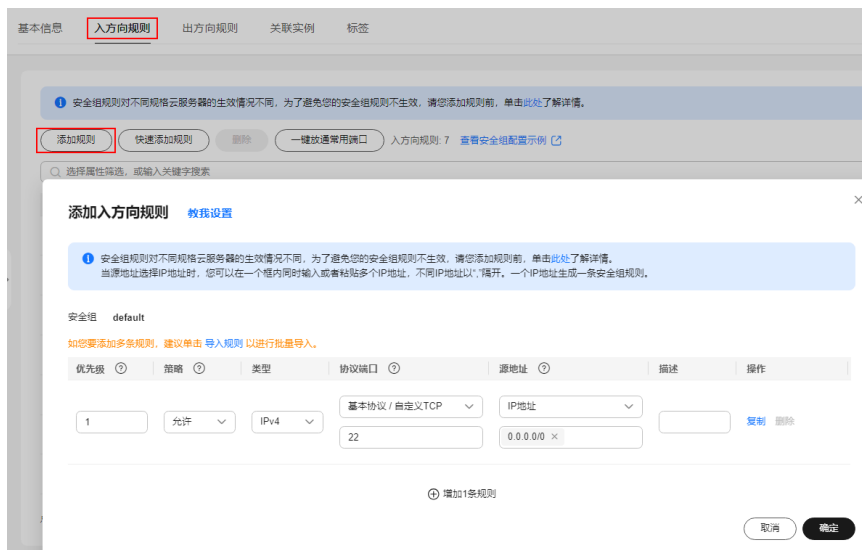 基本信息 入方向规则 出方向规则 关联实例 标签
安全组规则对不同规格云服务器的生效情况不同，为了避免您的安全组规则不生效，请您添加规则前，单击此处了解详情。
添加规则 快速添加规则 删除 一键放通常用端口 入方向规则: 7 查看安全组配置示例
选择属性筛选，或输入关键字搜索
添加入方向规则 教我设置
安全组规则对不同规格云服务器的生效情况不同，为了避免您的安全组规则不生效，请您添加规则前，单击此处了解详情。
当源地址选择IP地址时，您可以在一个框内同时输入或者粘贴多个IP地址，不同IP地址以“,”隔开。一个IP地址生成一条安全组规则。
安全组 default
如您要添加多条规则，建议单击 导入规则 以进行批量导入。
优先级 策略 类型 协议端口 源地址 描述 操作
基本协议 / 自定义TCP IP地址
1 允许 IPv4 复制 删除
22 0.0.0.0/0
增加1条规则
取消 确定